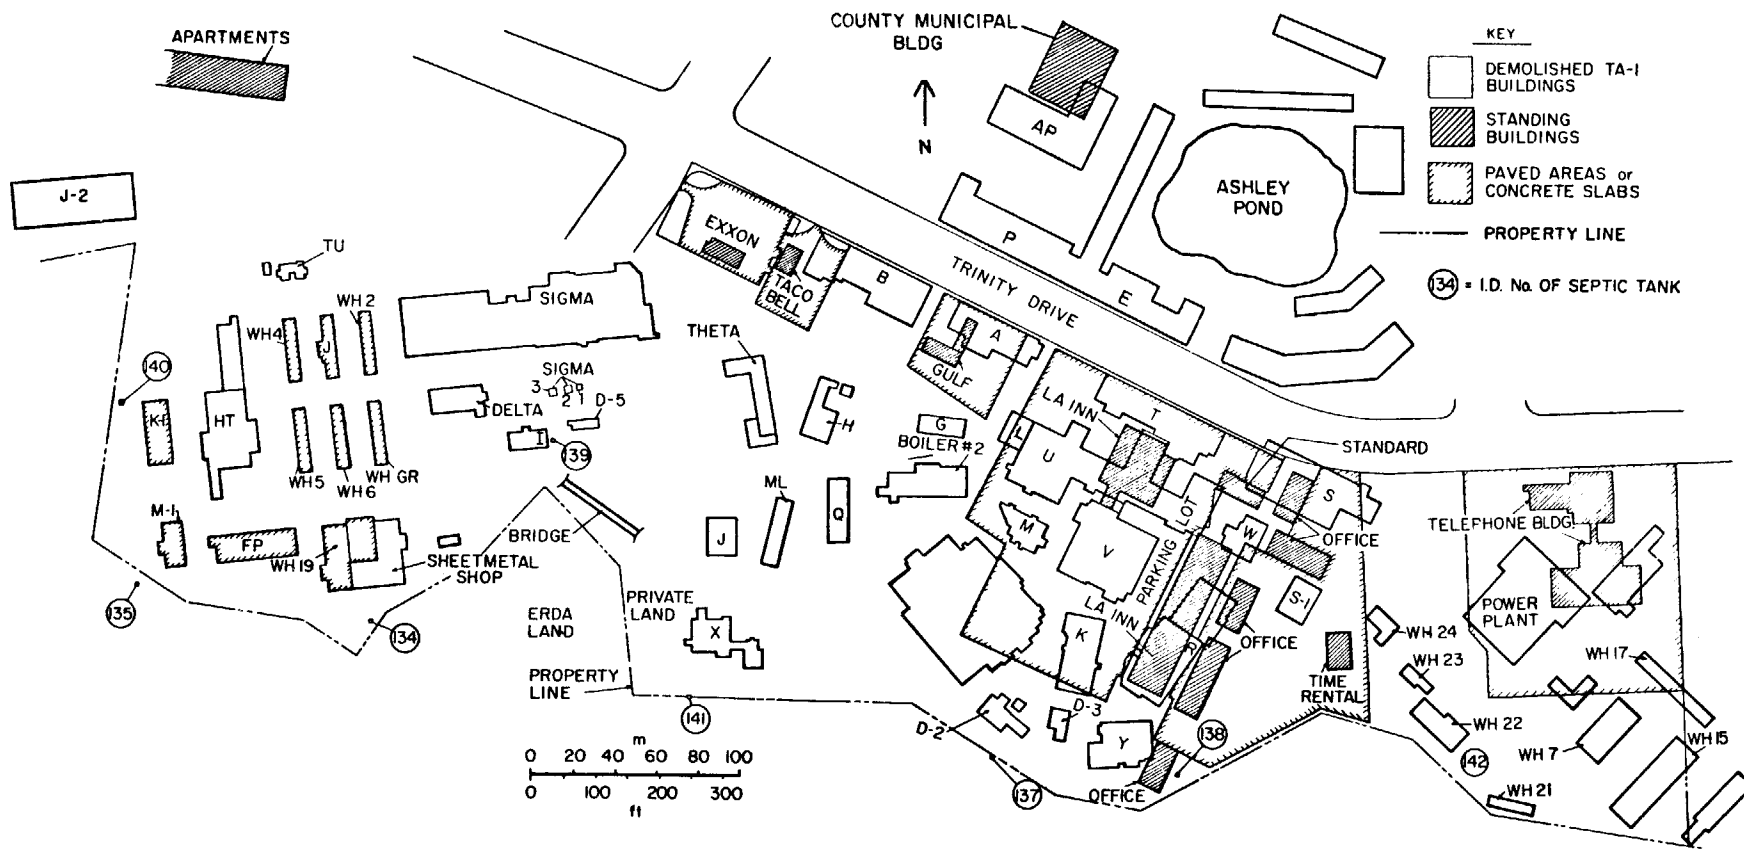 COUNTY MUNICIPAL
BLDG
APARTMENTS
KEY
DEMOLISHED TA-1
BUILDINGS
STANDING
BUILDINGS
PAVED AREAS or
CONCRETE SLABS
PROPERTY LINE
134 = I.D. No. OF SEPTIC TANK
N
AP
ASHLEY
POND
J-2
TU
EXXON
TACO
BELL
B
P
E
TRINITY DRIVE
SIGMA
WH 2
WH4
J
THETA
A
GULF
LA INN
T
STANDARD
140
K-1
HT
SIGMA
3
2
1
D-5
DELTA
I
139
H
G
BOILER #2
L
U
S
WH5
WH6
WH GR
M-1
FP
WH 19
SHEETMETAL
SHOP
BRIDGE
J
ML
Q
M
V
PARKING LOT
W
OFFICE
TELEPHONE BLDG
POWER
PLANT
135
134
ERDA
LAND
PRIVATE
LAND
X
K
LA INN
R
S-1
OFFICE
TIME
RENTAL
WH 24
WH 23
WH 17
PROPERTY
LINE
141
D-2
D-3
Y
138
WH 22
142
WH 7
WH 15
137
OFFICE
WH 21
m
0 20 40 60 80 100
0 100 200 300
ft